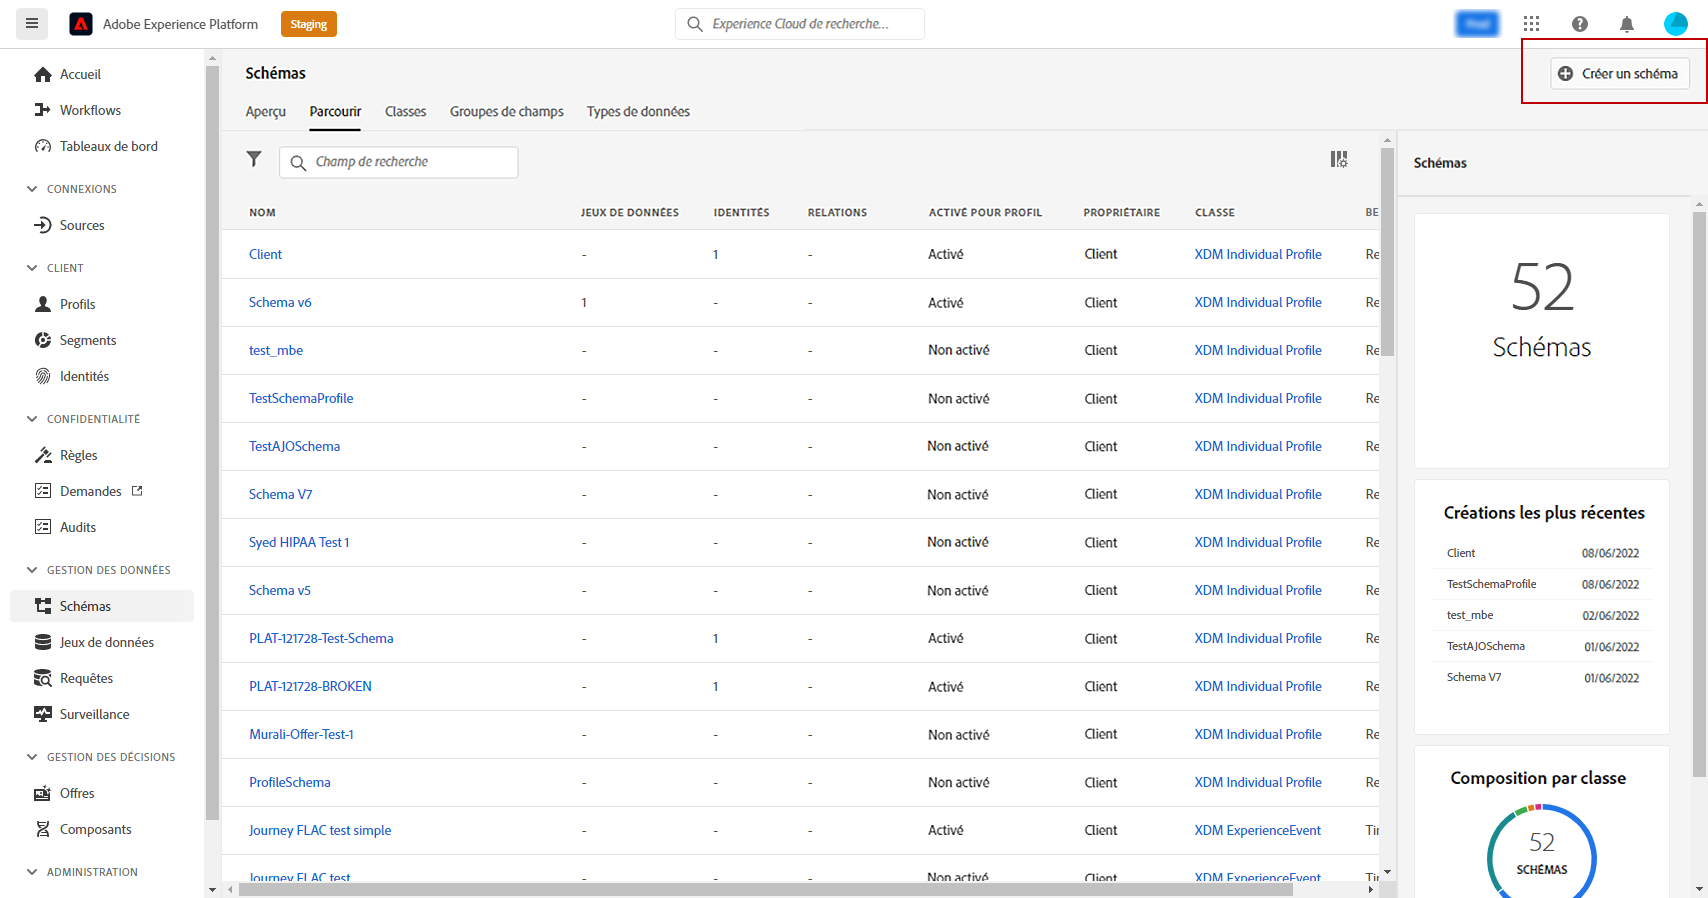 Adobe Experience Platform
Staging
Experience Cloud de recherche...
Accueil
Workflows
Tableaux de bord
CONNEXIONS
Sources
CLIENT
Profils
Segments
Identités
CONFIDENTIALITÉ
Règles
Demandes
Audits
GESTION DES DONNÉES
Schémas
Jeux de données
Requêtes
Surveillance
GESTION DES DÉCISIONS
Offres
Composants
ADMINISTRATION
Schémas
Créer un schéma
Aperçu Parcourir Classes Groupes de champs Types de données
Champ de recherche
NOM JEUX DE DONNÉES IDENTITÉS RELATIONS ACTIVÉ POUR PROFIL PROPRIÉTAIRE CLASSE BE
Client - 1 - Activé Client XDM Individual Profile Re
Schema v6 1 - - Activé Client XDM Individual Profile Re
test_mbe - - - Non activé Client XDM Individual Profile Re
TestSchemaProfile - - - Non activé Client XDM Individual Profile Re
TestAJOSchema - - - Non activé Client XDM Individual Profile Re
Schema V7 - - - Non activé Client XDM Individual Profile Re
Syed HIPAA Test 1 - - - Non activé Client XDM Individual Profile Re
Schema v5 - - - Non activé Client XDM Individual Profile Re
PLAT-121728-Test-Schema - 1 - Activé Client XDM Individual Profile Re
PLAT-121728-BROKEN - 1 - Activé Client XDM Individual Profile Re
Murali-Offer-Test-1 - - - Non activé Client XDM Individual Profile Re
ProfileSchema - - - Non activé Client XDM Individual Profile Re
Journey FLAC test simple - - - Activé Client XDM ExperienceEvent Tir
Journey FLAC test - - - Non activé Client XDM ExperienceEvent Tir
Schémas
52
Schémas
Créations les plus récentes
Client 08/06/2022
TestSchemaProfile 08/06/2022
test_mbe 02/06/2022
TestAJOSchema 01/06/2022
Schema V7 01/06/2022
Composition par classe
52
SCHÉMAS